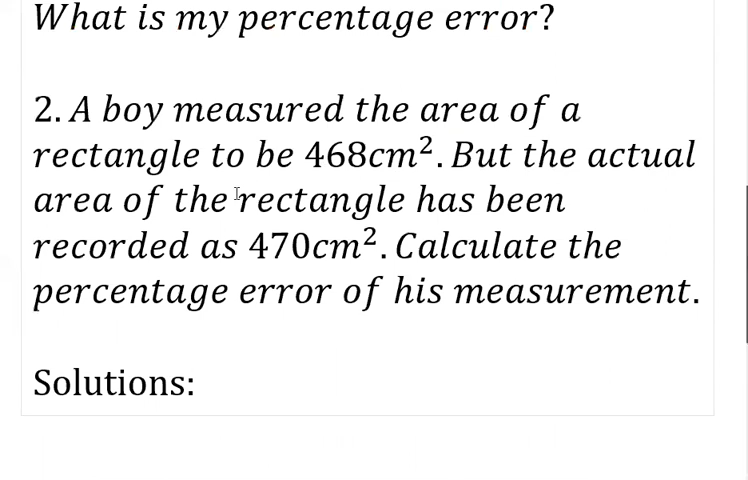 What is my percentage error?
2. A boy measured the area of a
rectangle to be 468cm². But the actual
area of the rectangle has been
recorded as 470cm². Calculate the
percentage error of his measurement.
Solutions: